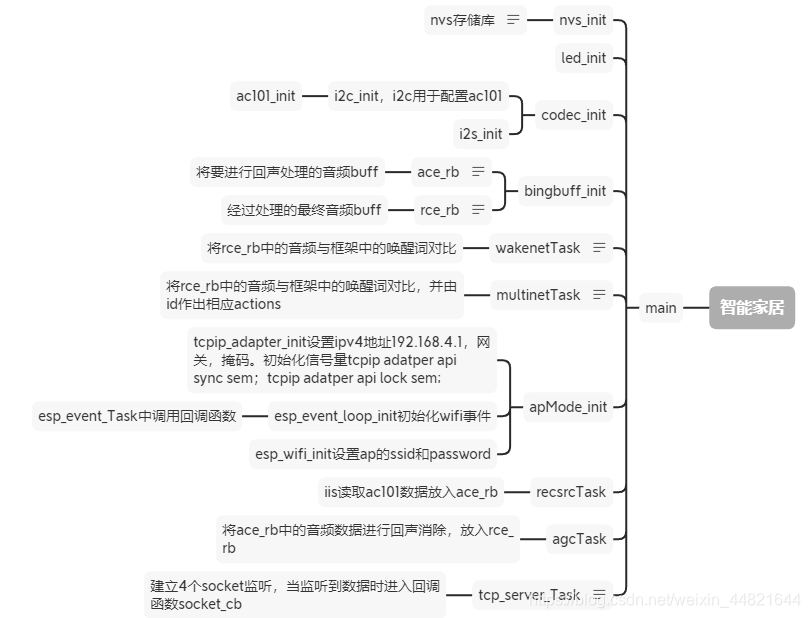 nvs存储库
nvs_init
led_init
ac101_init
i2c_init，i2c用于配置ac101
codec_init
i2s_init
将要进行回声处理的音频buff
ace_rb
bingbuff_init
经过处理的最终音频buff
rce_rb
将rce_rb中的音频与框架中的唤醒词对比
wakenetTask
将rce_rb中的音频与框架中的唤醒词对比，并由
id作出相应actions
multinetTask
main
智能家居
tcpip_adapter_init设置ipv4地址192.168.4.1，网
关，掩码。初始化信号量tcpip adatper api
sync sem；tcpip adatper api lock sem；
esp_event_Task中调用回调函数
esp_event_loop_init初始化wifi事件
apMode_init
esp_wifi_init设置ap的ssid和password
iis读取ac101数据放入ace_rb
recsrcTask
将ace_rb中的音频数据进行回声消除，放入rce_
rb
agcTask
建立4个socket监听，当监听到数据时进入回调
函数socket_cb
tcp_server_Task
https://blog.csdn.net/weixin_44821644